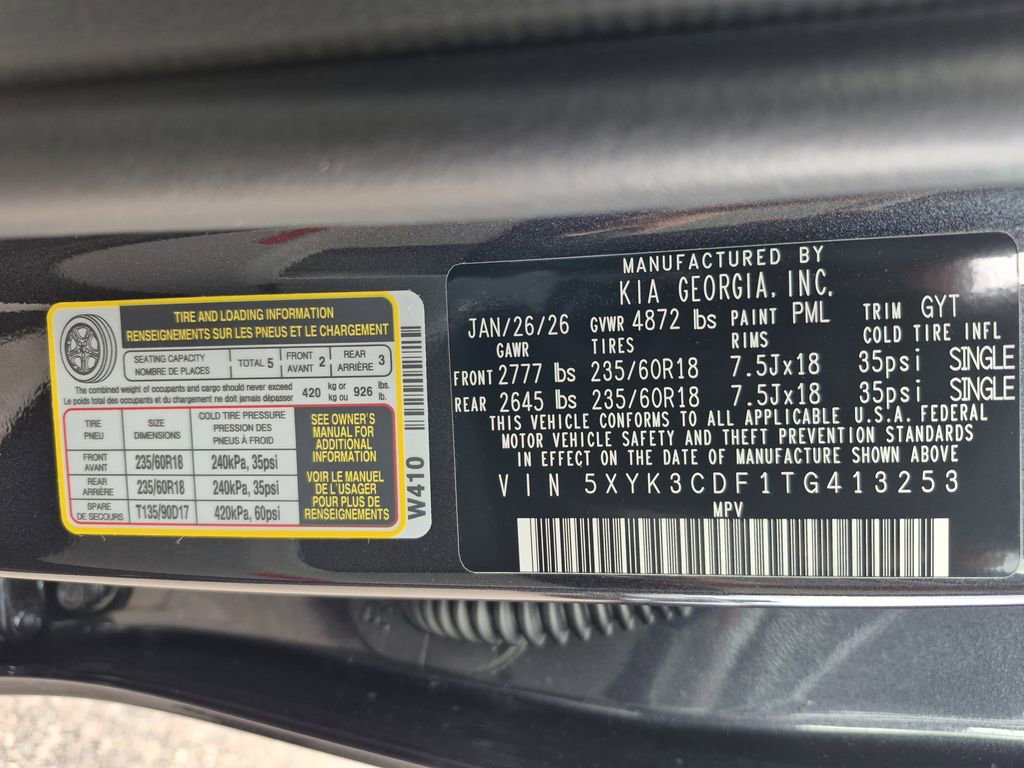 TIRE AND LOADING INFORMATION
RENSEIGNEMENTS SUR LES PNEUS ET LE CHARGEMENT
SEATING CAPACITY
NOMBRE DE PLACES
TOTAL 5
FRONT
AVANT 2
REAR
ARRIÈRE 3
The combined weight of occupants and cargo should never exceed
Le poids total des occupants et du chargement ne doit jamais dépasser
420 kg or
kg ou 926 lbs.
lb.
TIRE
PNEU
SIZE
DIMENSIONS
COLD TIRE PRESSURE
PRESSION DES
PNEUS À FROID
FRONT
AVANT
235/60R18
240kPa, 35psi
REAR
ARRIÈRE
235/60R18
240kPa, 35psi
SPARE
DE SECOURS
T135/90D17
420kPa, 60psi
SEE OWNER'S
MANUAL FOR
ADDITIONAL
INFORMATION
VOIR LE MANUEL
DE L'USAGER
POUR PLUS DE
RENSEIGNEMENTS
W410
MANUFACTURED BY
KIA GEORGIA, INC.
JAN/26/26 GVWR 4872 lbs PAINT PML TRIM GYT
GAWR TIRES RIMS COLD TIRE INFL
FRONT 2777 lbs 235/60R18 7.5Jx18 35psi SINGLE
REAR 2645 lbs 235/60R18 7.5Jx18 35psi SINGLE
THIS VEHICLE CONFORMS TO ALL APPLICABLE U.S.A. FEDERAL
MOTOR VEHICLE SAFETY AND THEFT PREVENTION STANDARDS
IN EFFECT ON THE DATE OF MANUFACTURE SHOWN ABOVE
VIN 5XYK3CDF1TG413253
MPV